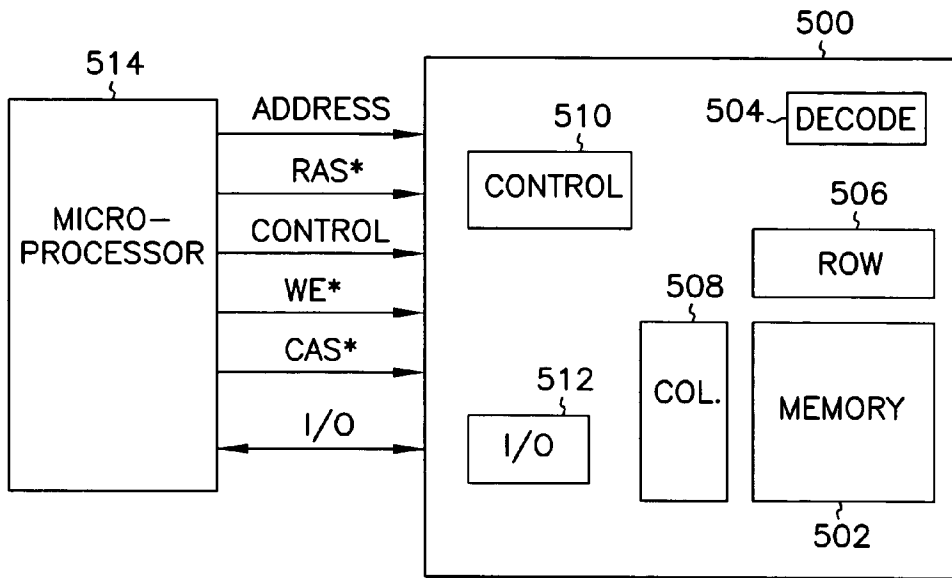 500
514
ADDRESS
504
DECODE
510
RAS*
CONTROL
MICRO-
PROCESSOR
CONTROL
506
ROW
WE*
508
CAS*
512
COL.
MEMORY
I/O
I/O
502